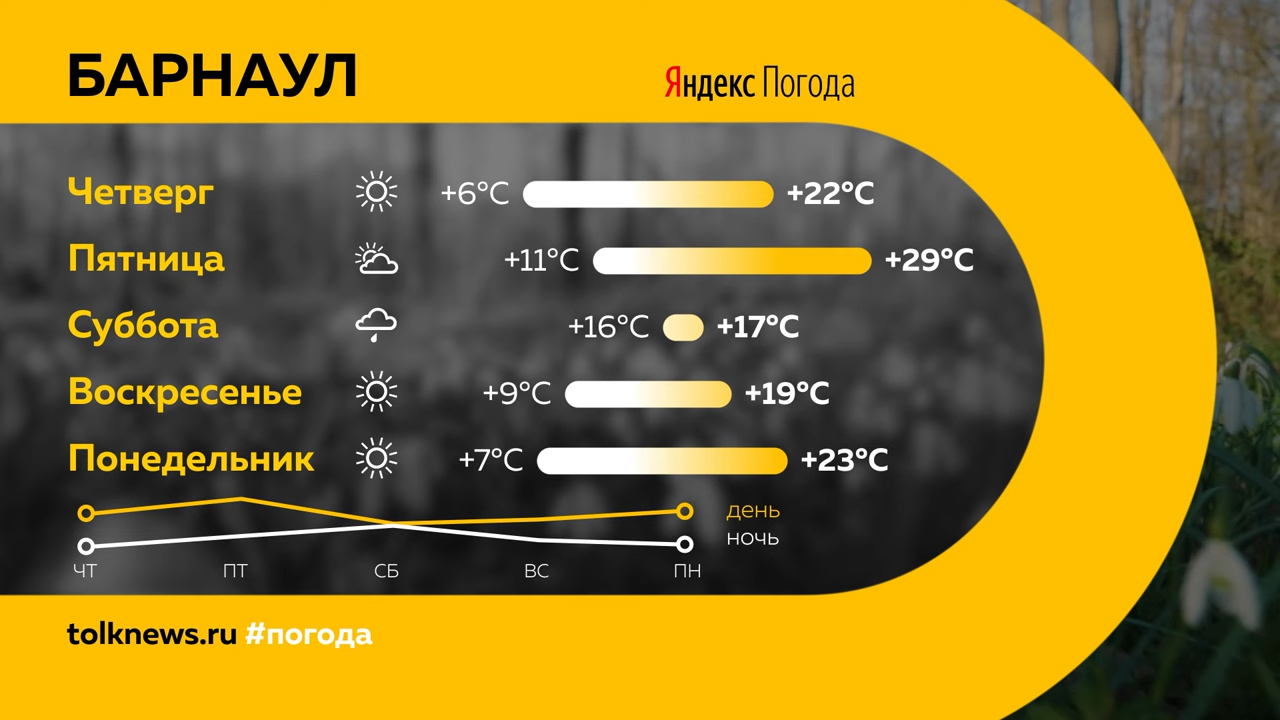 БАРНАУЛ
Яндекс Погода
Четверг +6°C +22°C
Пятница +11°C +29°C
Суббота +16°C +17°C
Воскресенье +9°C +19°C
Понедельник +7°C +23°C
день
ночь
ЧТ ПТ СБ ВС ПН
tolknews.ru #погода